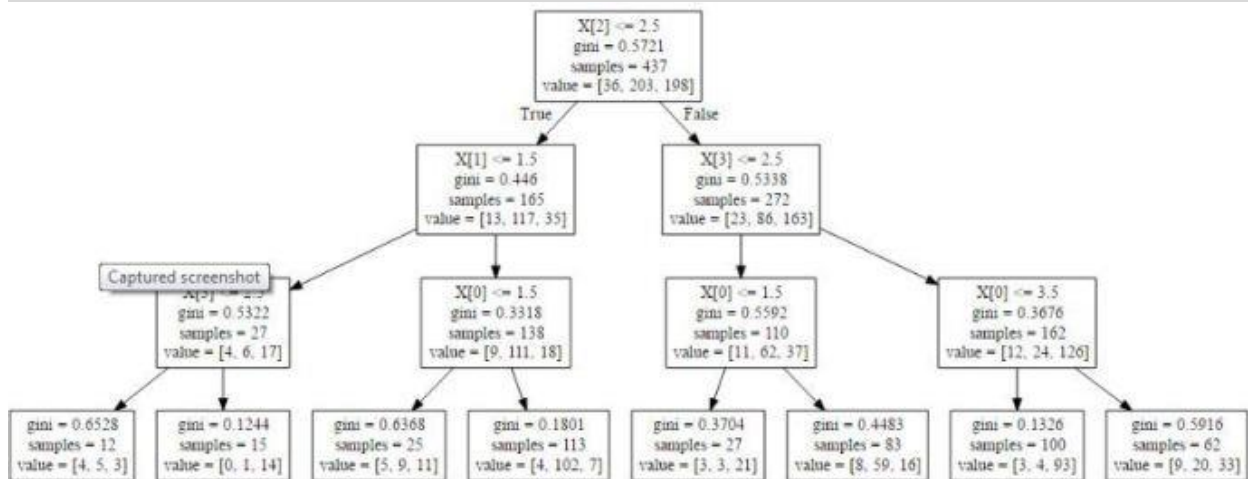 X[2] <= 2.5
gini = 0.5721
samples = 437
value = [36, 203, 198]
True
False
X[1] <= 1.5
gini = 0.446
samples = 165
value = [13, 117, 35]
X[3] <= 2.5
gini = 0.5338
samples = 272
value = [23, 86, 163]
Captured screenshot
gini = 0.5322
samples = 27
value = [4, 6, 17]
X[0] <= 1.5
gini = 0.3318
samples = 138
value = [9, 111, 18]
X[0] <= 1.5
gini = 0.5592
samples = 110
value = [11, 62, 37]
X[0] <= 3.5
gini = 0.3676
samples = 162
value = [12, 24, 126]
gini = 0.6528
samples = 12
value = [4, 5, 3]
gini = 0.1244
samples = 15
value = [0, 1, 14]
gini = 0.6368
samples = 25
value = [5, 9, 11]
gini = 0.1801
samples = 113
value = [4, 102, 7]
gini = 0.3704
samples = 27
value = [3, 3, 21]
gini = 0.4483
samples = 83
value = [8, 59, 16]
gini = 0.1326
samples = 100
value = [3, 4, 93]
gini = 0.5916
samples = 62
value = [9, 20, 33]